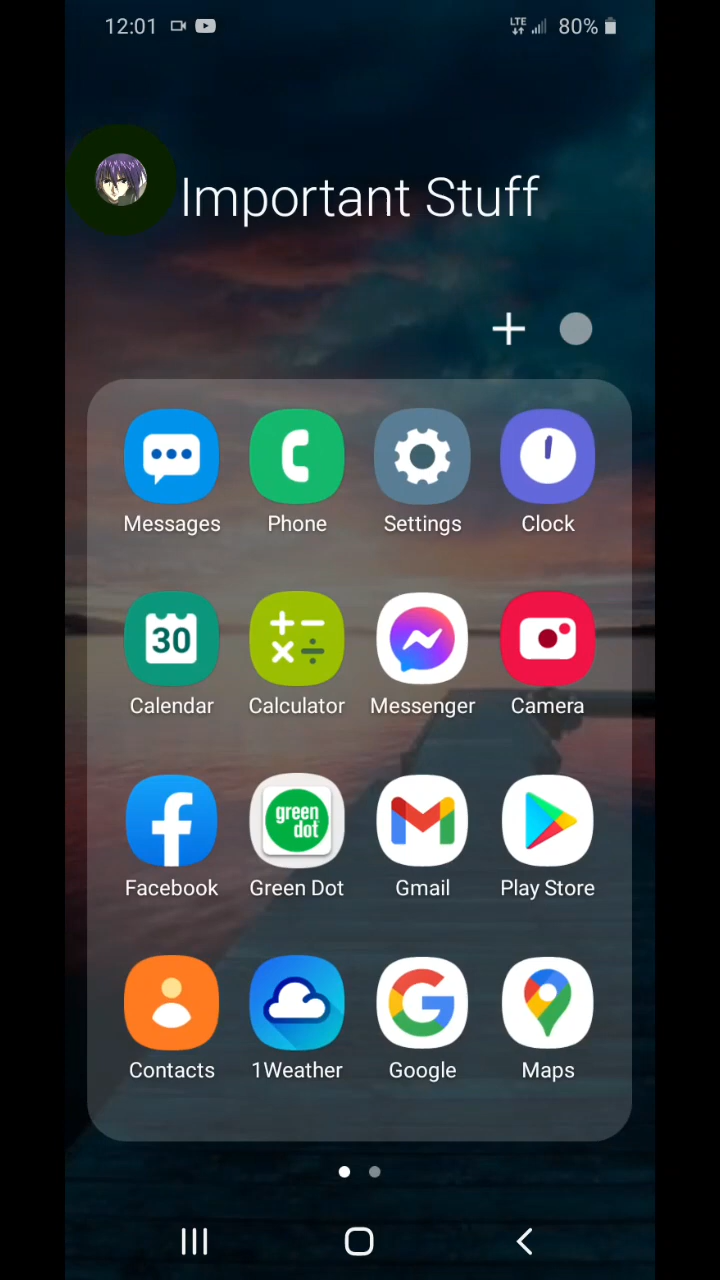 12:01 LTE 80%
Important Stuff
Messages Phone Settings Clock
30
Calendar Calculator Messenger Camera
green
dot
Facebook Green Dot Gmail Play Store
Contacts 1Weather Google Maps